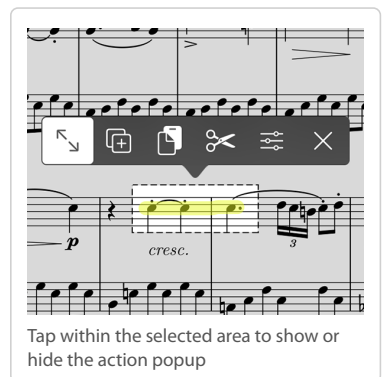 p
cresc.
3
Tap within the selected area to show or
hide the action popup